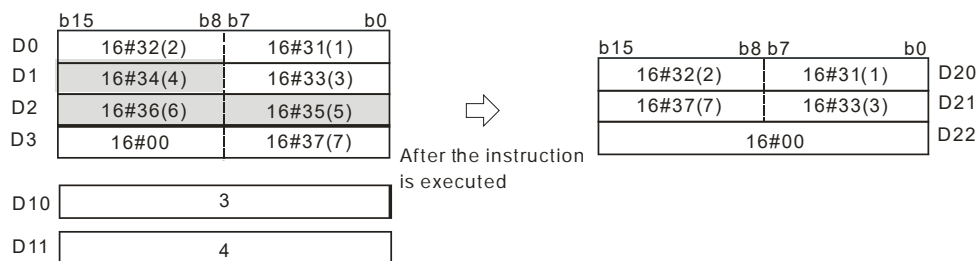 b15 b8 b7 b0
D0 16#32(2) 16#31(1)
D1 16#34(4) 16#33(3)
D2 16#36(6) 16#35(5)
D3 16#00 16#37(7)
D10 3
D11 4
After the instruction
is executed
b15 b8 b7 b0
16#32(2) 16#31(1) D20
16#37(7) 16#33(3) D21
16#00 D22